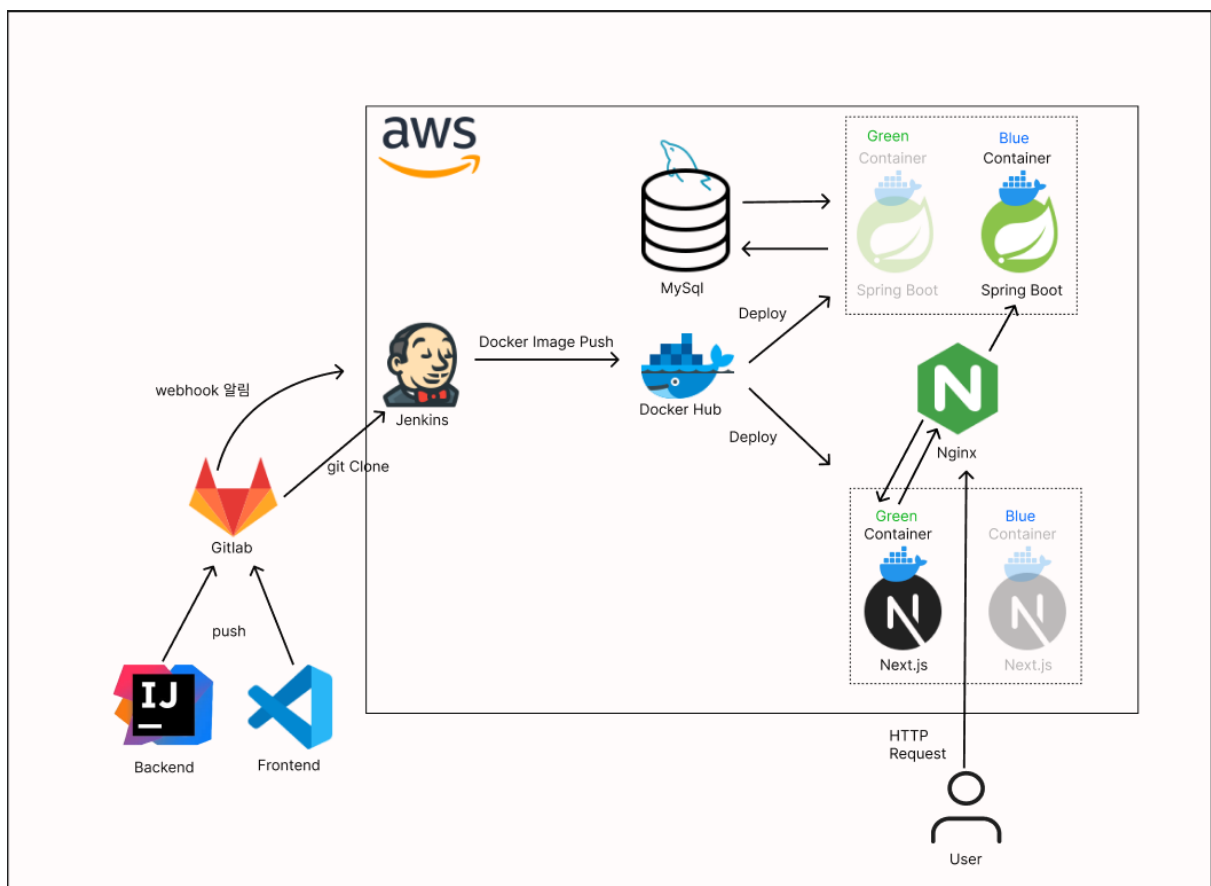 aws
Green
Container
Spring Boot
Blue
Container
Spring Boot
MySql
Deploy
Docker Image Push
Docker Hub
Deploy
webhook 알림
Jenkins
git Clone
N
Nginx
Gitlab
Green
Container
N
Next.js
Blue
Container
N
Next.js
push
IJ
Backend
Frontend
HTTP
Request
User